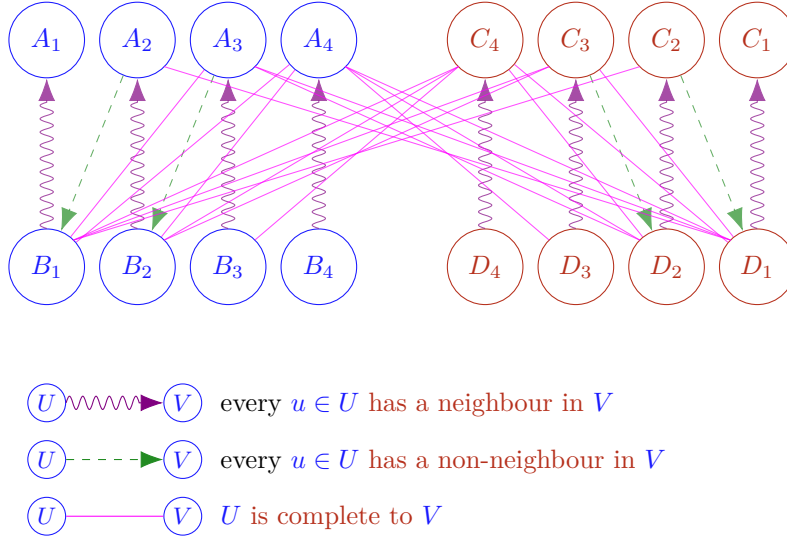 A₁ A₂ A₃ A₄ C₄ C₃ C₂ C₁
B₁ B₂ B₃ B₄ D₄ D₃ D₂ D₁
U V every u ∈ U has a neighbour in V
U V every u ∈ U has a non-neighbour in V
U V U is complete to V